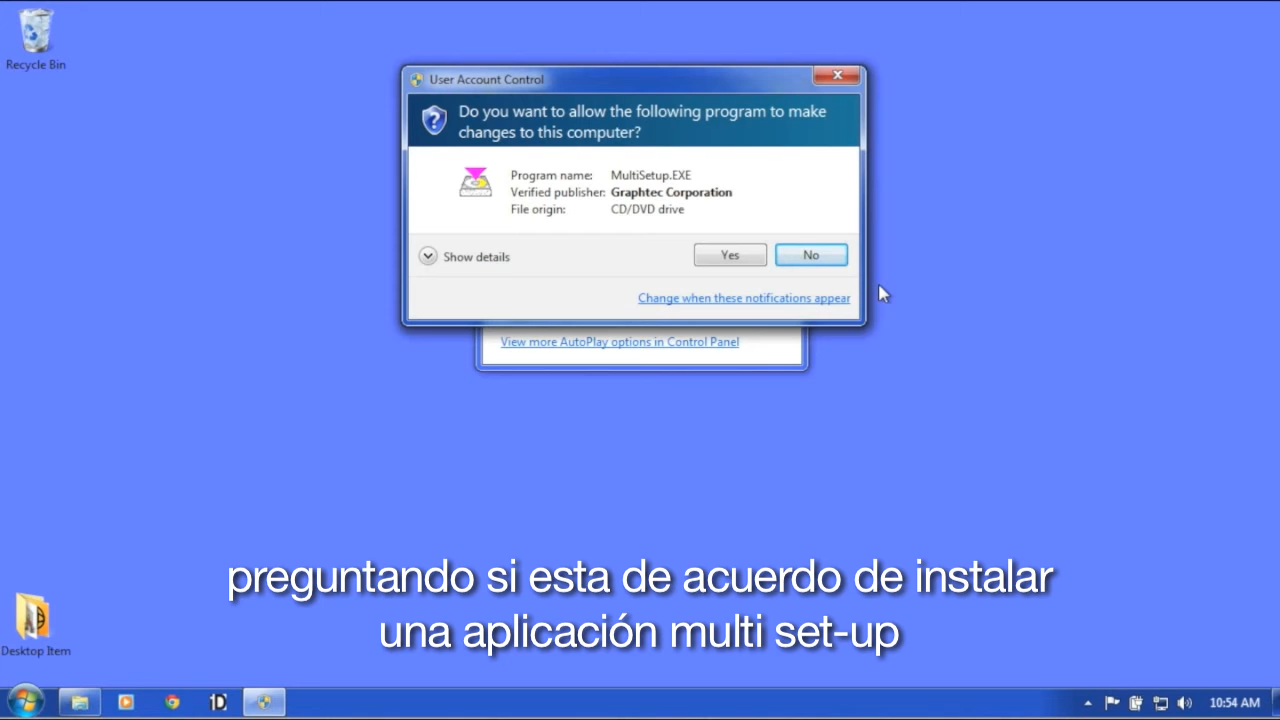 Recycle Bin
User Account Control
Do you want to allow the following program to make
changes to this computer?
Program name: MultiSetup.EXE
Verified publisher: Graphtec Corporation
File origin: CD/DVD drive
Show details
Yes
No
Change when these notifications appear
View more AutoPlay options in Control Panel
preguntando si esta de acuerdo de instalar
una aplicación multi set-up
Desktop Item
10:54 AM